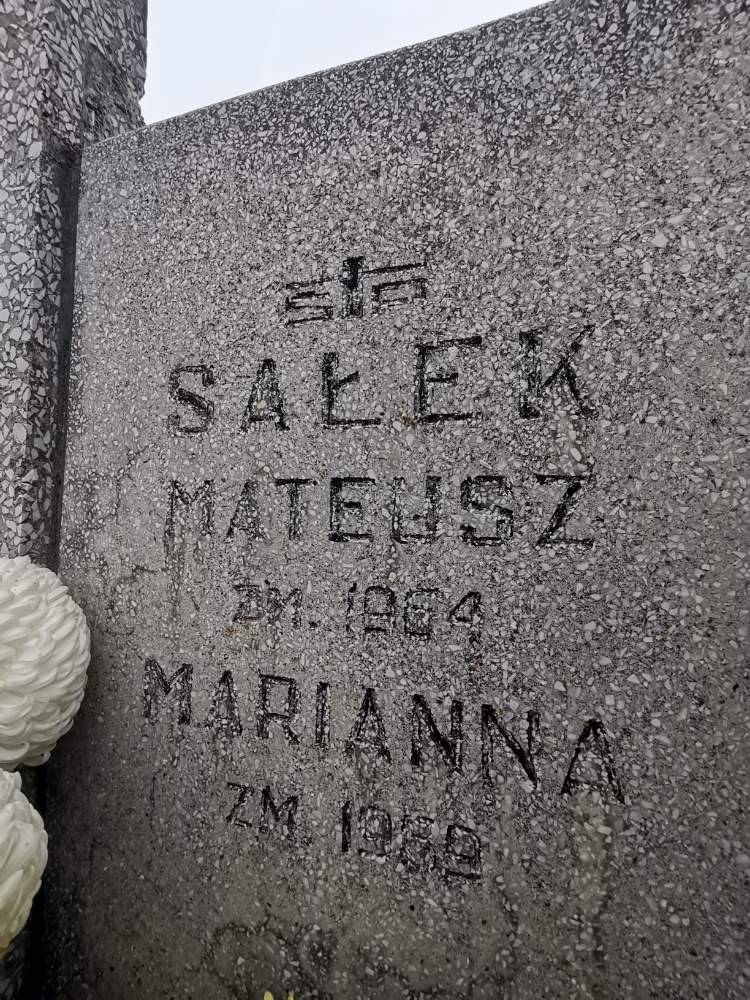 Ś†P
SAŁEK
MATEUSZ
ZM. 1964
MARIANNA
ZM. 1969